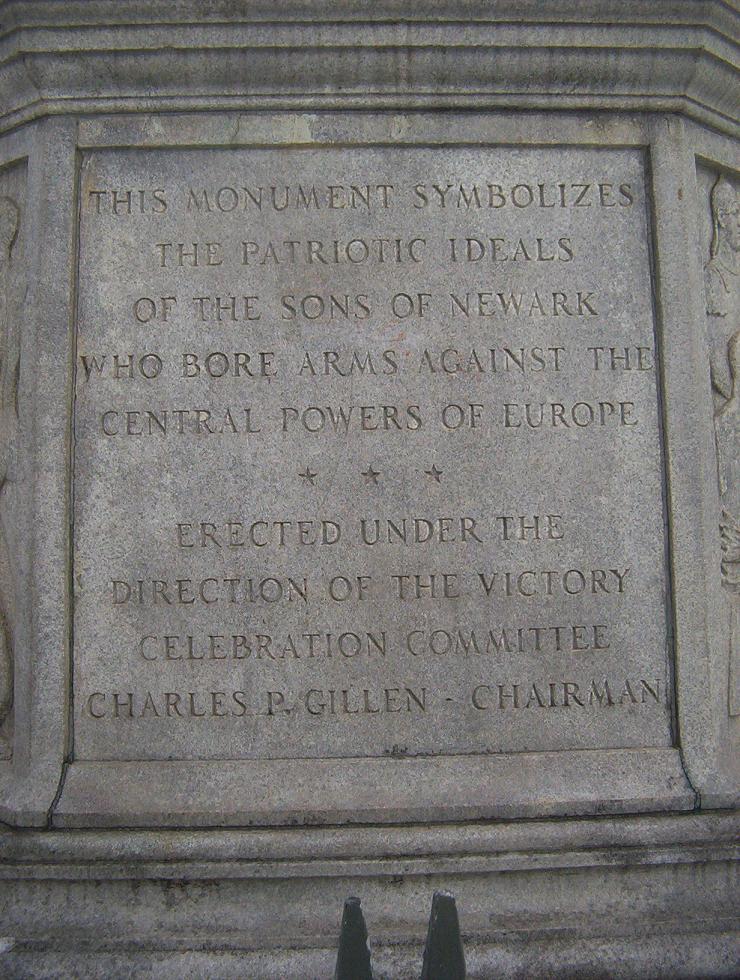 THIS MONUMENT SYMBOLIZES
THE PATRIOTIC IDEALS
OF THE SONS OF NEWARK
WHO BORE ARMS AGAINST THE
CENTRAL POWERS OF EUROPE
★ ★ ★
ERECTED UNDER THE
DIRECTION OF THE VICTORY
CELEBRATION COMMITTEE
CHARLES P. GILLEN - CHAIRMAN